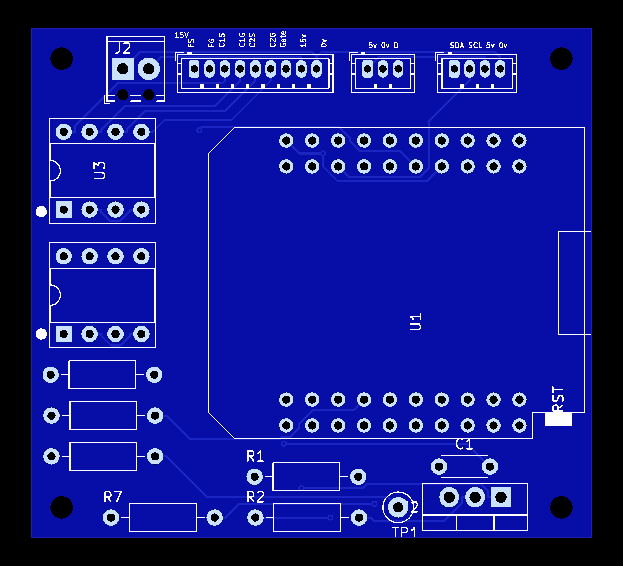 15V
J2
FS FG C1S C1G C2S C2G Gate 15v 0v
5v 0v D
SDA SCL 5v 0v
U3
U1
RST
C1
R1
R7
R2
2
TP1